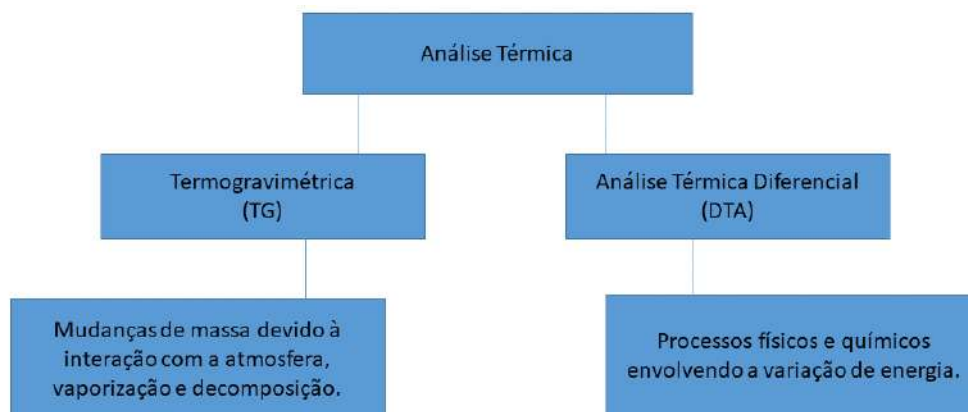 Análise Térmica
Termogravimétrica
(TG)
Análise Térmica Diferencial
(DTA)
Mudanças de massa devido à
interação com a atmosfera,
vaporização e decomposição.
Processos físicos e químicos
envolvendo a variação de energia.